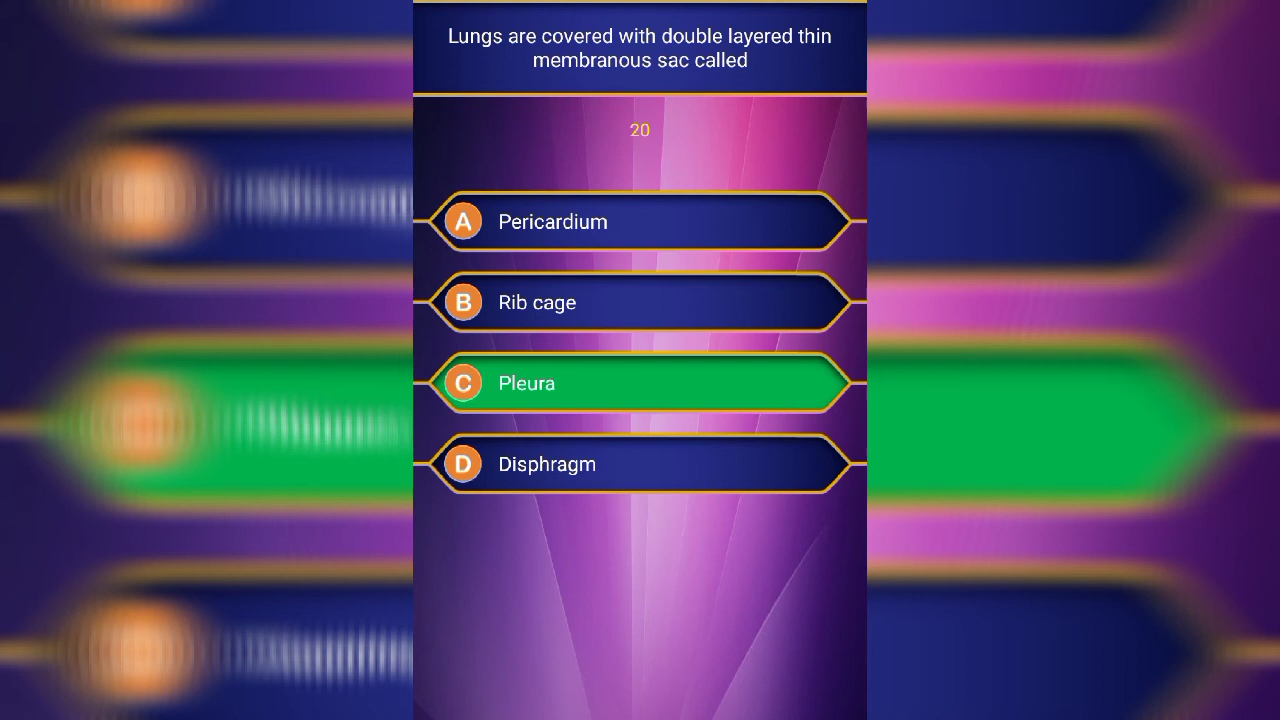 Lungs are covered with double layered thin
membranous sac called
20
A Pericardium
B Rib cage
C Pleura
D Disphragm